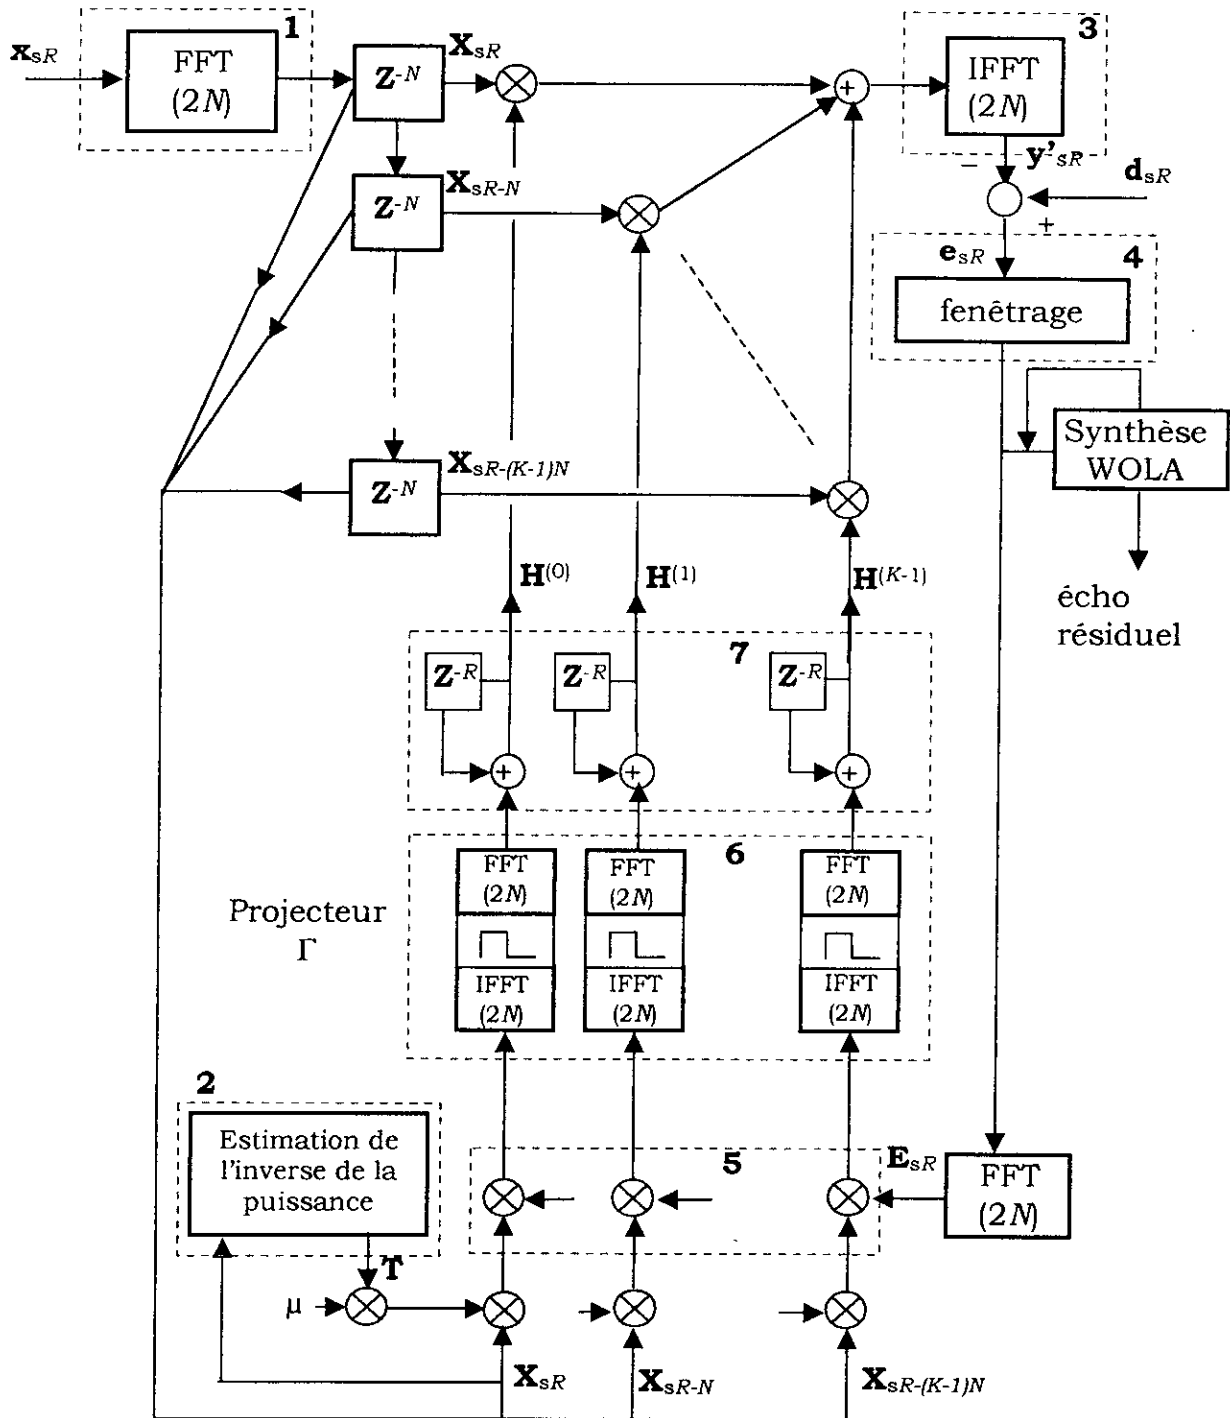 1
x_sR
FFT
(2N)
Z^-N
X_sR
+
3
IFFT
(2N)
Z^-N
X_sR-N
−
y'_sR
d_sR
+
e_sR
4
fenêtrage
Synthèse
WOLA
Z^-N
X_sR-(K-1)N
H^(0)
H^(1)
H^(K-1)
écho
résiduel
7
Z^-R
Z^-R
Z^-R
+
+
+
6
Projecteur
Γ
FFT
(2N)
IFFT
(2N)
FFT
(2N)
IFFT
(2N)
FFT
(2N)
IFFT
(2N)
2
Estimation de
l'inverse de la
puissance
5
E_sR
FFT
(2N)
T
μ
X_sR
X_sR-N
X_sR-(K-1)N